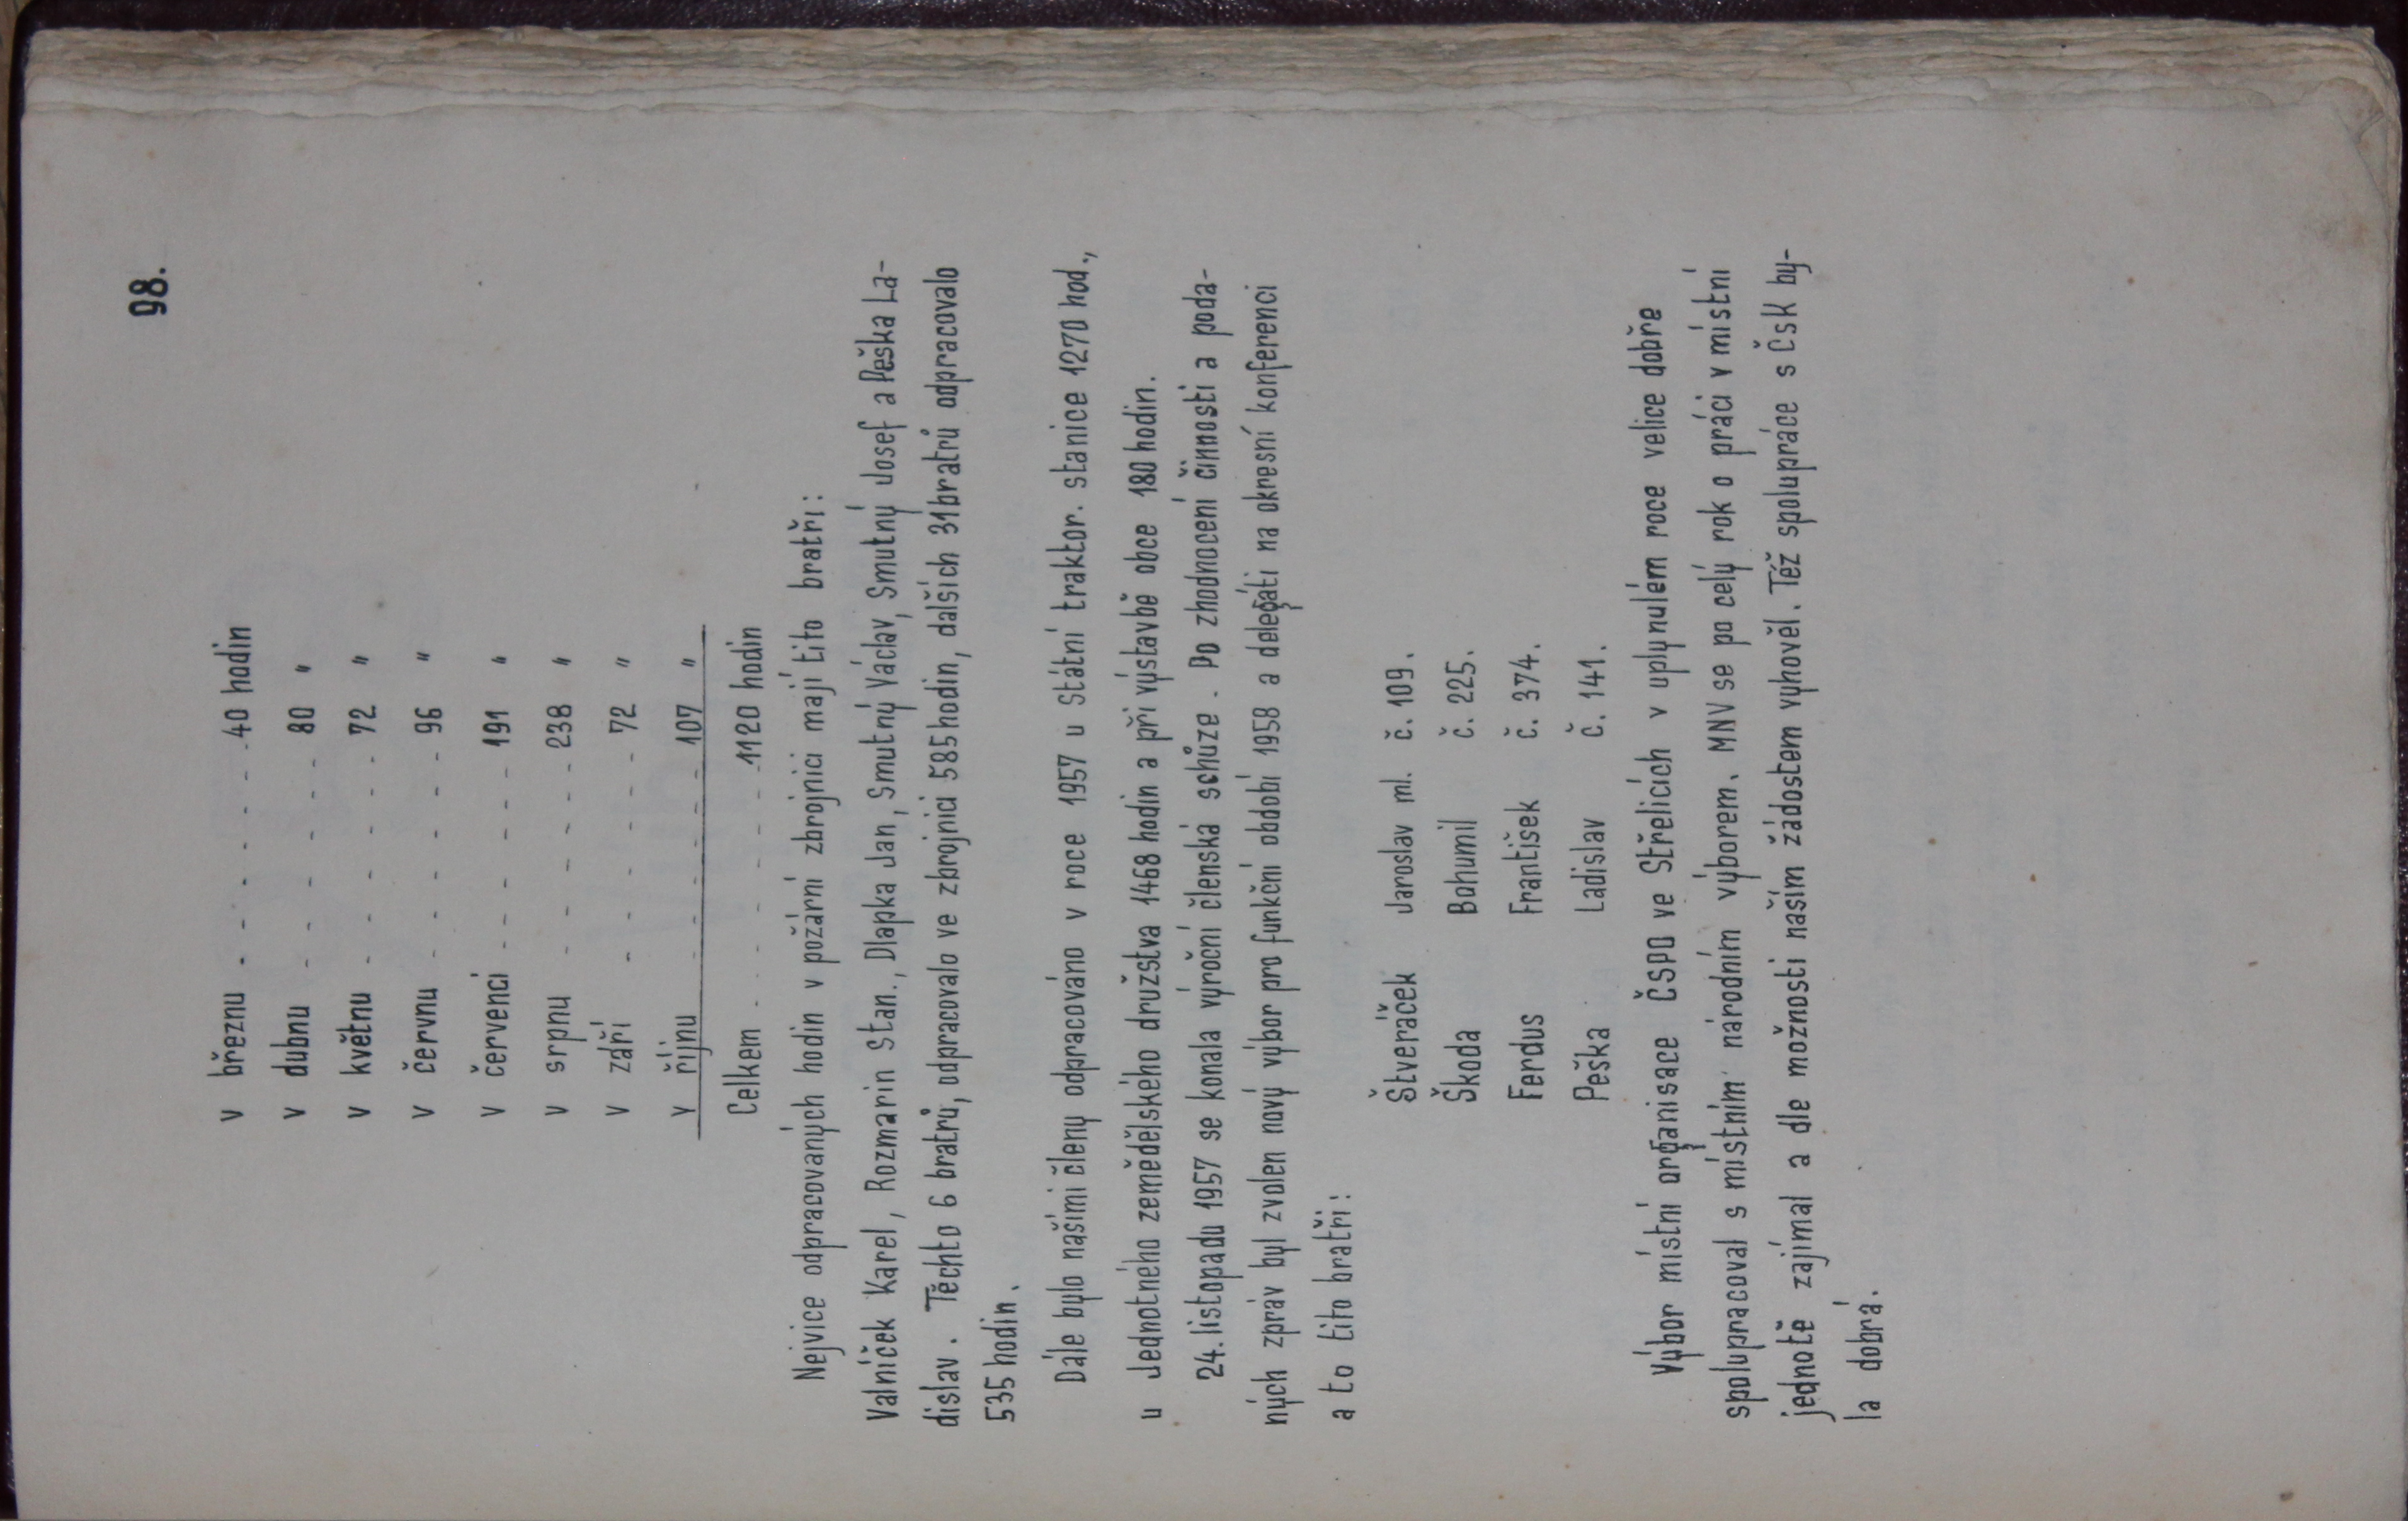 98.
v březnu - - - - - - 40 hodin
v dubnu - - - - - - 80 "
v květnu - - - - - - 72 "
v červnu - - - - - - 96 "
v červenci - - - - - 191 "
v srpnu - - - - - - 238 "
v září - - - - - - 72 "
v říjnu - - - - - - 107 "
Celkem - - - - - - 1120 hodin
Nejvíce odpracovaných hodin v požární zbrojnici mají tito bratři:
Valníček Karel, Rozmarin Stan., Dlapka Jan, Smutný Václav, Smutný Josef a Peška La-
dislav. Těchto 6 bratrů, odpracovalo ve zbrojnici 585 hodin, dalších 31 bratrů odpracovalo
535 hodin.
Dále bylo našimi členy odpracováno v roce 1957 u Státní traktor. stanice 1270 hod.,
u Jednotného zemědělského družstva 1468 hodin a při výstavbě obce 180 hodin.
24. listopadu 1957 se konala výroční členská schůze. Po zhodnocení činnosti a poda-
ných zpráv byl zvolen nový výbor pro funkční období 1958 a delegáti na okresní konferenci
a to tito bratři:
Štveráček Jaroslav ml. č. 109.
Škoda Bohumil č. 225.
Ferdus František č. 374.
Peška Ladislav č. 141.
Výbor místní organisace ČSPO ve Střelicích v uplynulém roce velice dobře
spolupracoval s místním národním výborem. MNV se po celý rok o práci v místní
jednotě zajímal a dle možnosti našim žádostem vyhověl. Též spolupráce s ČSK by-
la dobrá.